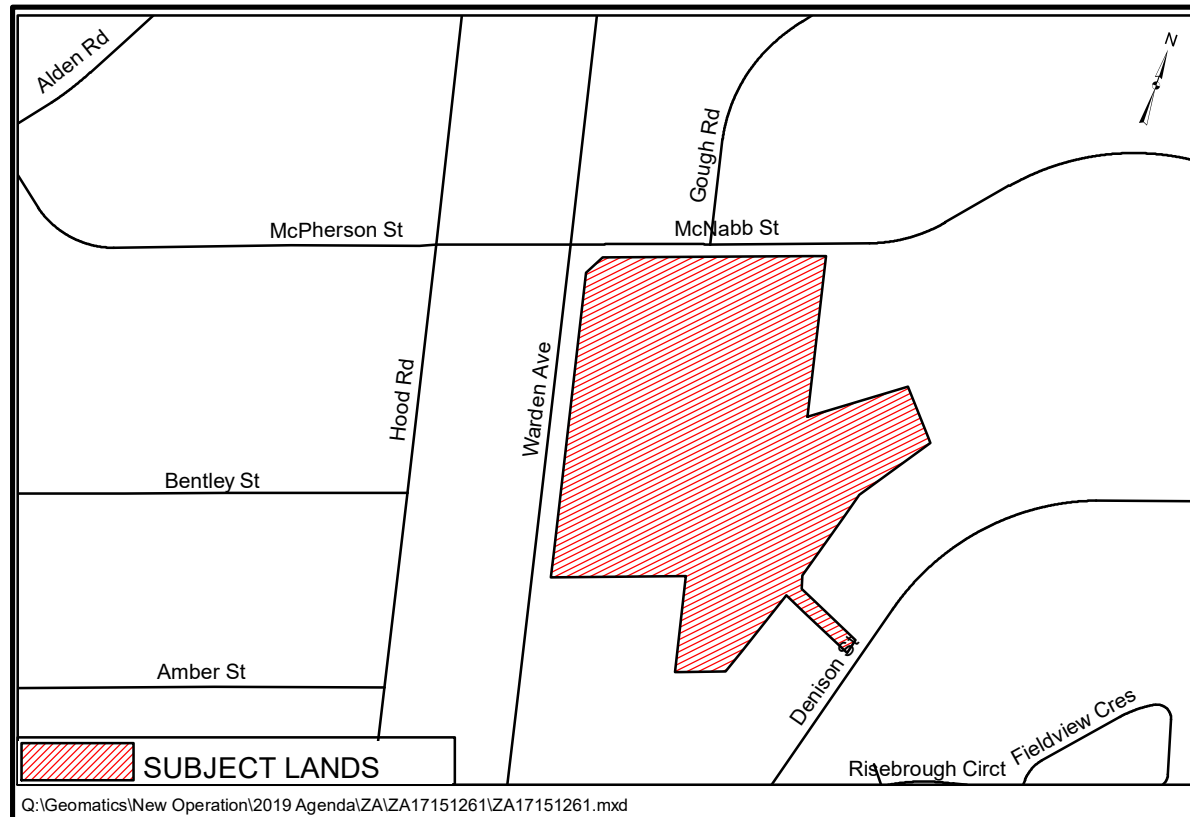 Alden Rd
N
Gough Rd
McPherson St
McNabb St
Hood Rd
Warden Ave
Bentley St
Amber St
Denison St
Fieldview Cres
Risebrough Circt
SUBJECT LANDS
Q:\Geomatics\New Operation\2019 Agenda\ZA\ZA17151261\ZA17151261.mxd